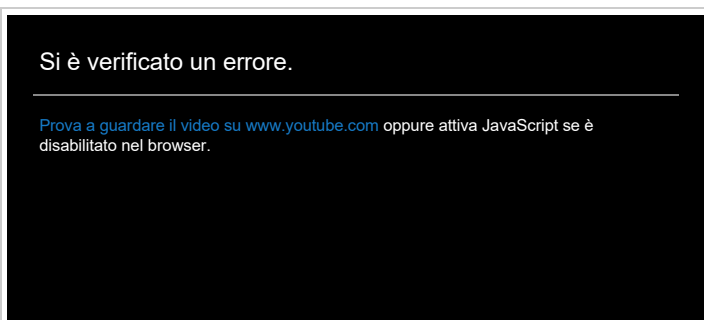 Si è verificato un errore.
Prova a guardare il video su www.youtube.com oppure attiva JavaScript se è
disabilitato nel browser.